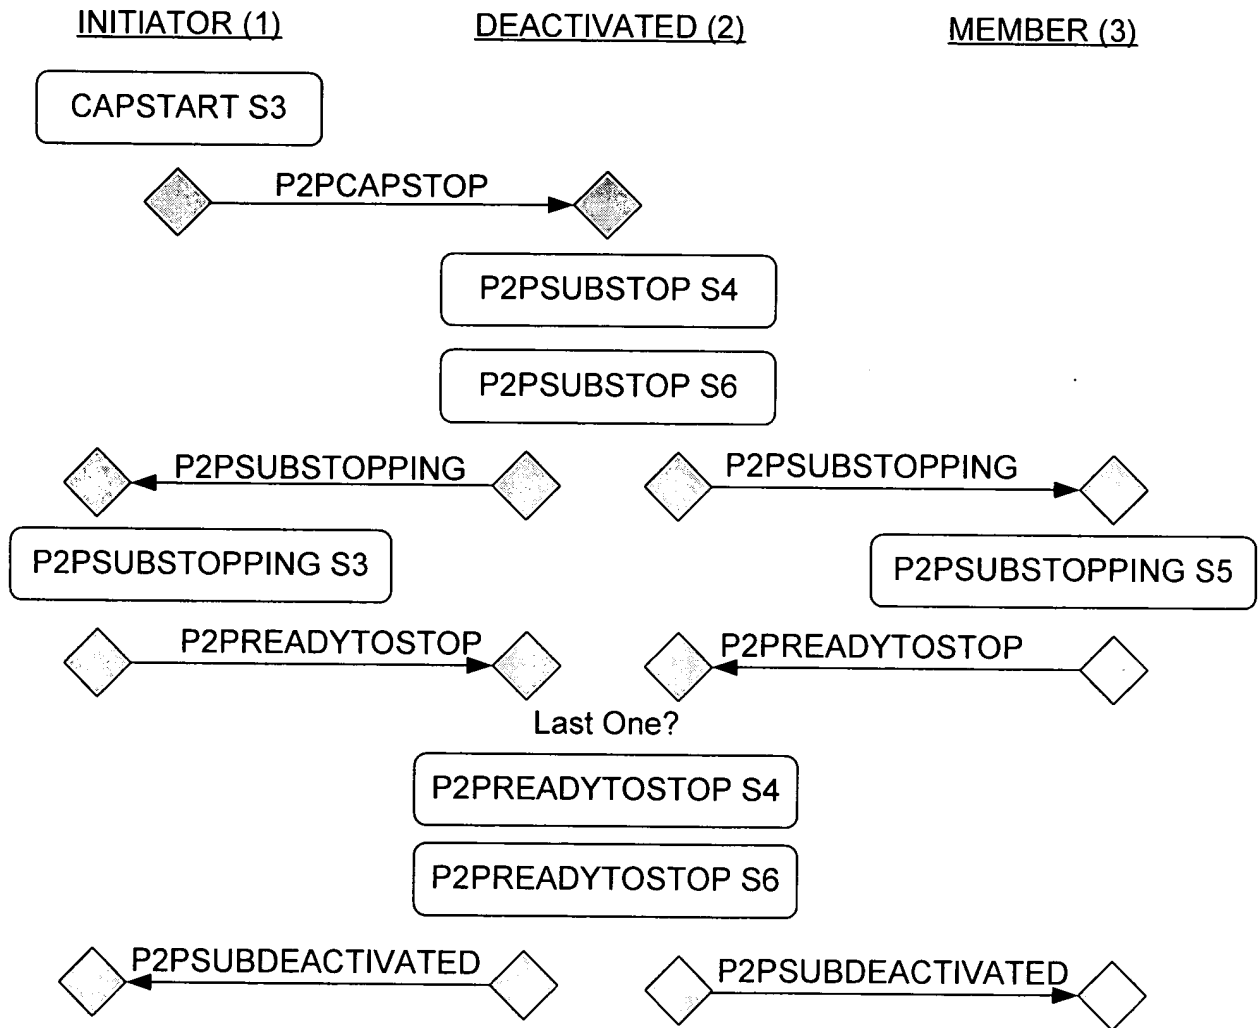 INITIATOR (1)
DEACTIVATED (2)
MEMBER (3)
CAPSTART S3
P2PCAPSTOP
P2PSUBSTOP S4
P2PSUBSTOP S6
P2PSUBSTOPPING
P2PSUBSTOPPING
P2PSUBSTOPPING S3
P2PSUBSTOPPING S5
P2PREADYTOSTOP
P2PREADYTOSTOP
Last One?
P2PREADYTOSTOP S4
P2PREADYTOSTOP S6
P2PSUBDEACTIVATED
P2PSUBDEACTIVATED